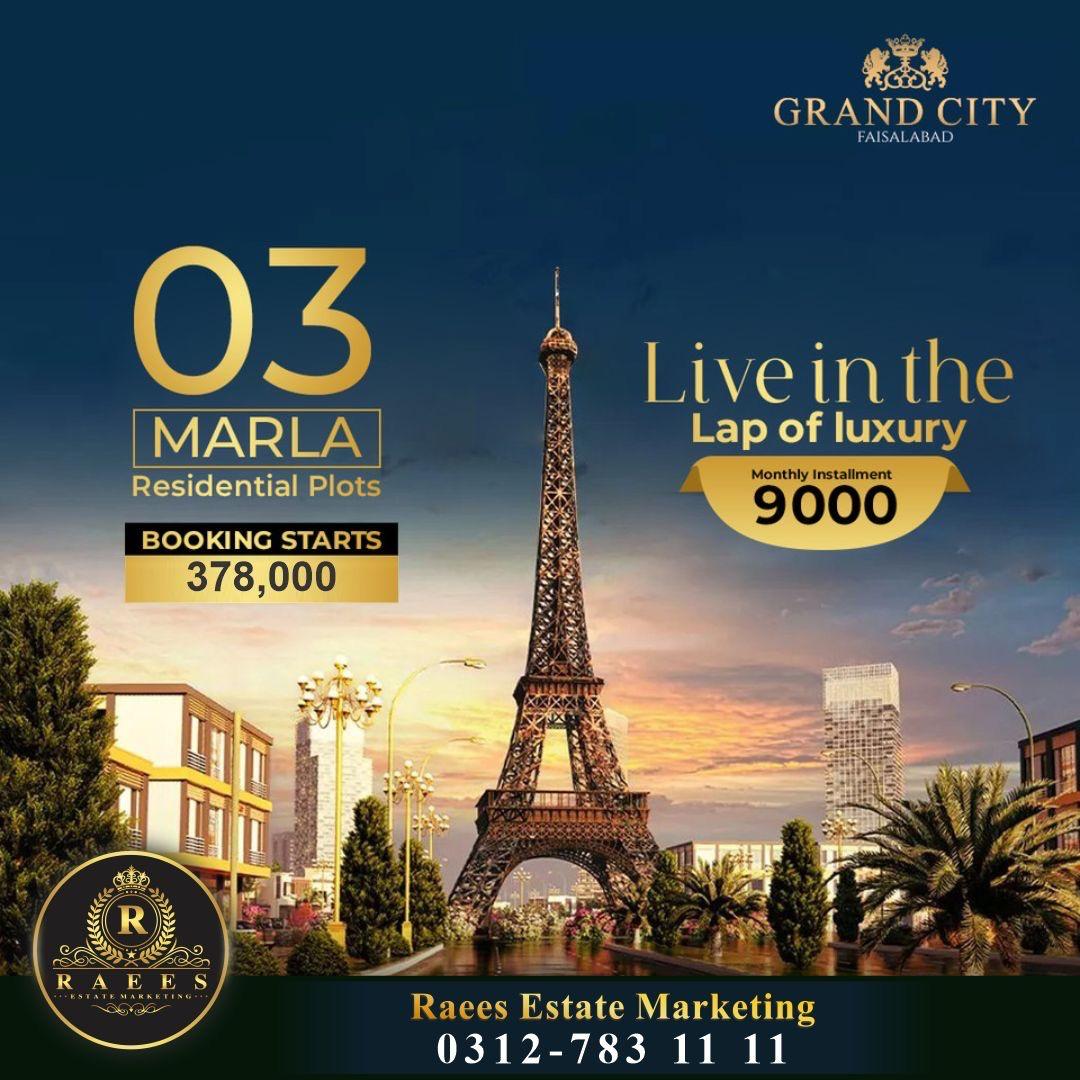 GRAND CITY
FAISALABAD
03
MARLA
Residential Plots
BOOKING STARTS
378,000
Live in the
Lap of luxury
Monthly Installment
9000
R
RAEES
ESTATE MARKETING
Raees Estate Marketing
0312-783 11 11